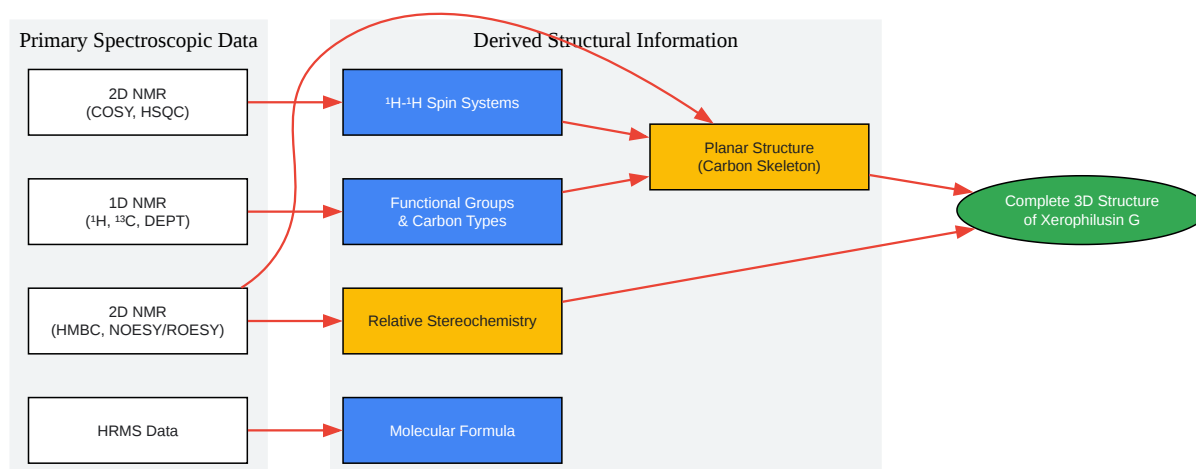 Primary Spectroscopic Data
Derived Structural Information
2D NMR
(COSY, HSQC)
¹H-¹H Spin Systems
Planar Structure
(Carbon Skeleton)
1D NMR
(¹H, ¹³C, DEPT)
Functional Groups
& Carbon Types
Complete 3D Structure
of Xerophilusin G
2D NMR
(HMBC, NOESY/ROESY)
Relative Stereochemistry
HRMS Data
Molecular Formula